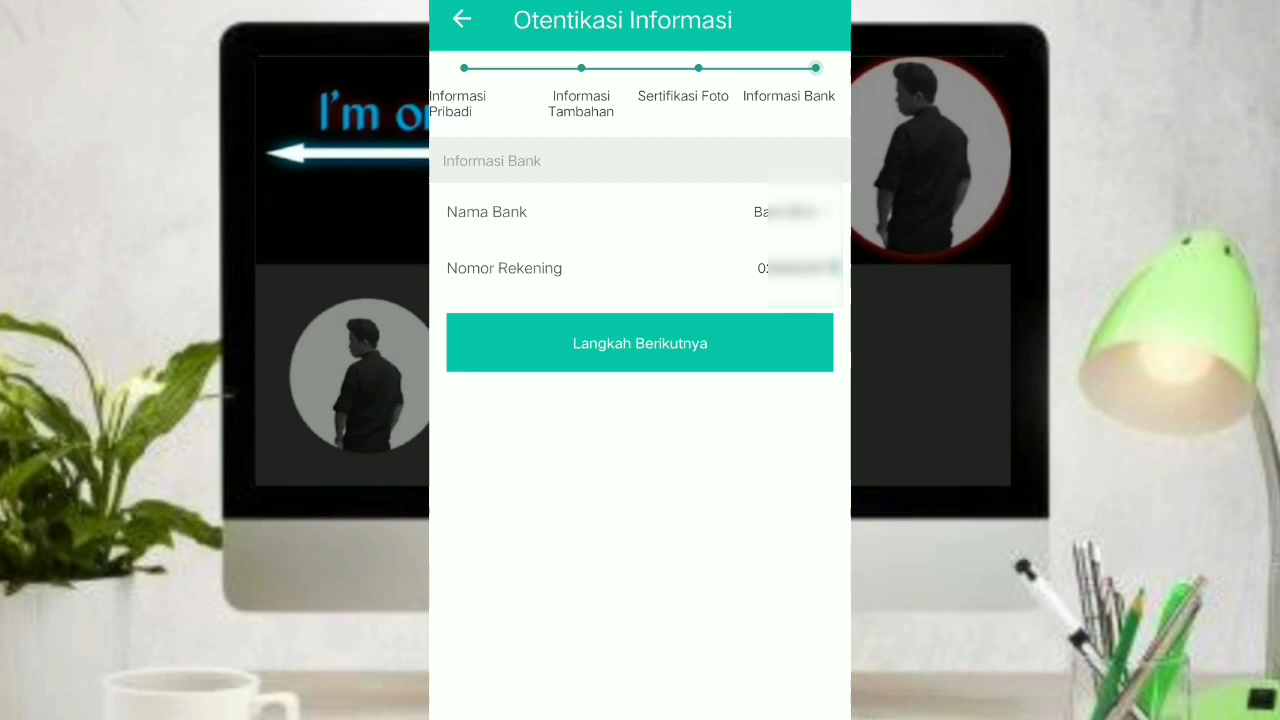 Otentikasi Informasi
Informasi
Pribadi
Informasi
Tambahan
Sertifikasi Foto
Informasi Bank
I'm
Informasi Bank
Nama Bank
Nomor Rekening
Langkah Berikutnya